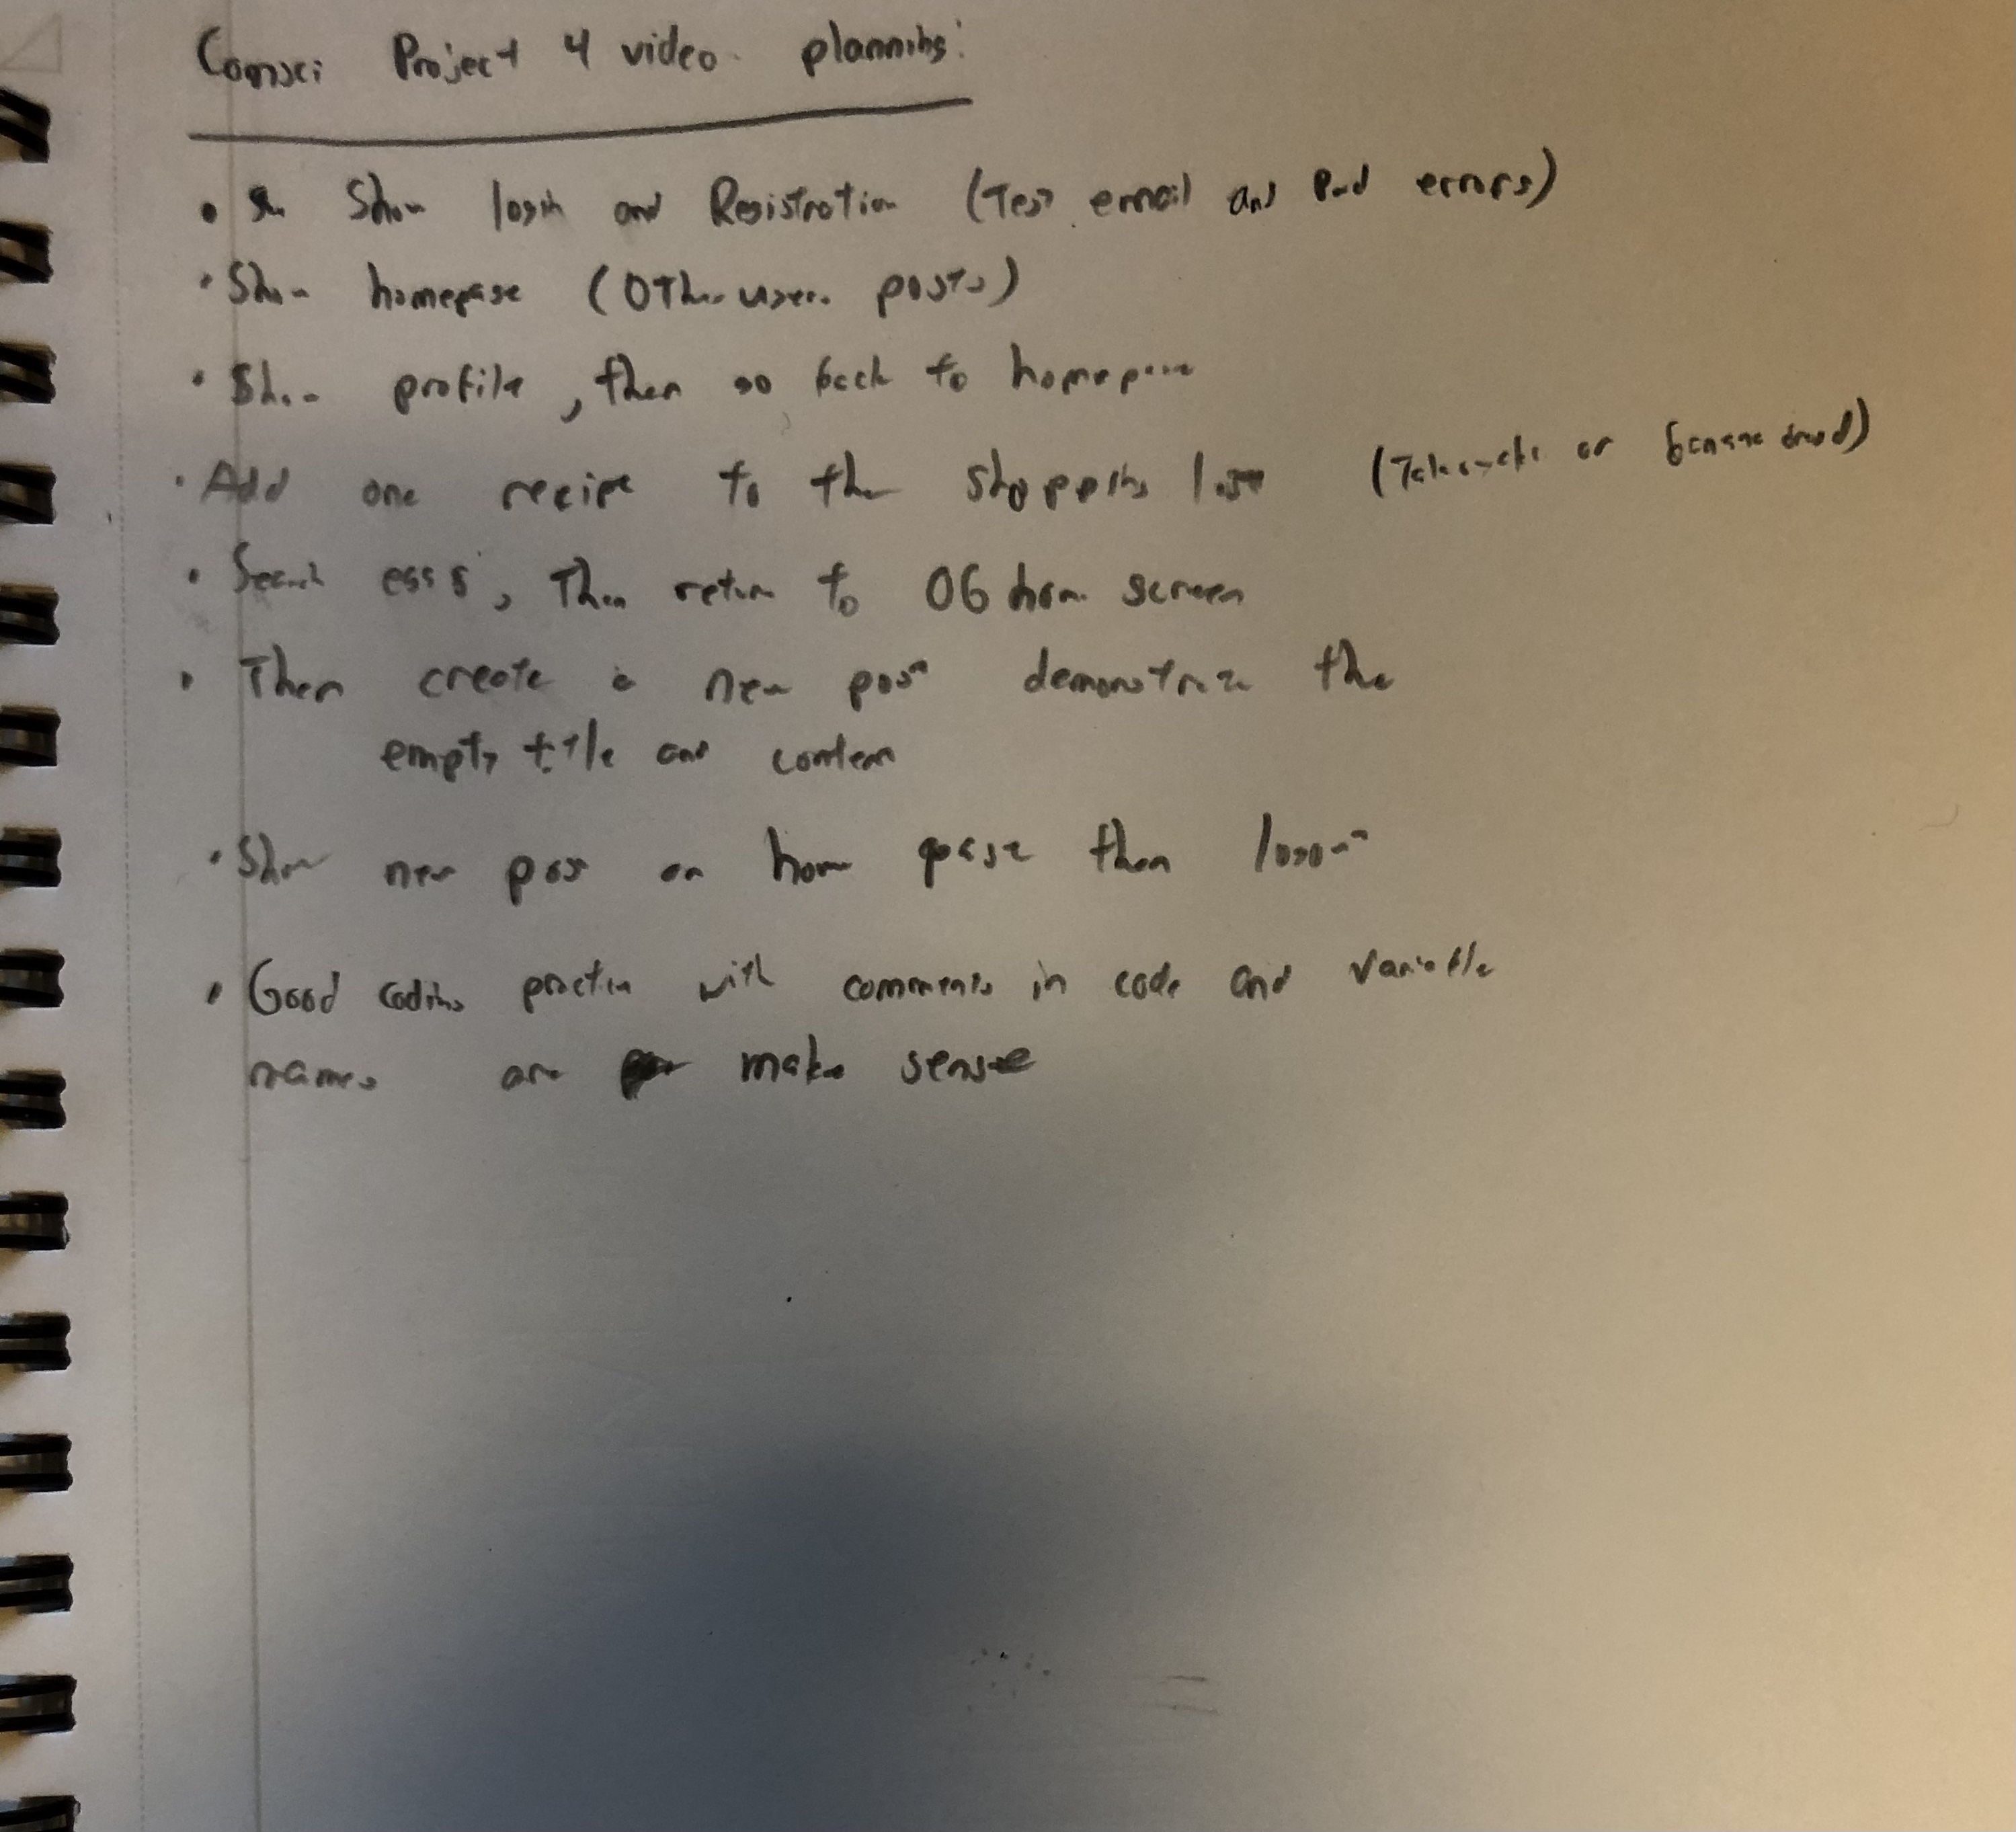 Comsci Project 4 video planning:
• Show login and Registration (Test email and Pwd errors)
• Show homepage (Other users posts)
• Show profile, then go back to homepage
• Add one recipe to the shopping list ( or banana bread)
• Search eggs, Then return to OG home screen
• Then create a new post demonstrate the
empty title and content
• Show new post on home page then logout
• Good coding practice with comments in code and variable
names are make sense